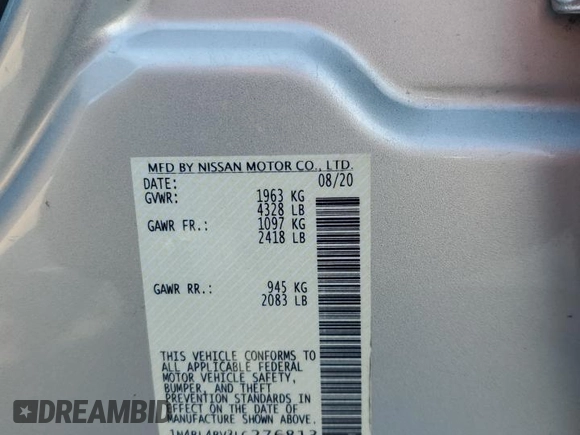 MFD BY NISSAN MOTOR CO., LTD.
DATE: 08/20
GVWR: 1963 KG
4328 LB
GAWR FR.: 1097 KG
2418 LB
GAWR RR.: 945 KG
2083 LB
THIS VEHICLE CONFORMS TO
ALL APPLICABLE FEDERAL
MOTOR VEHICLE SAFETY,
BUMPER, AND THEFT
PREVENTION STANDARDS IN
EFFECT ON THE DATE OF
MANUFACTURE SHOWN ABOVE.
DREAMBID